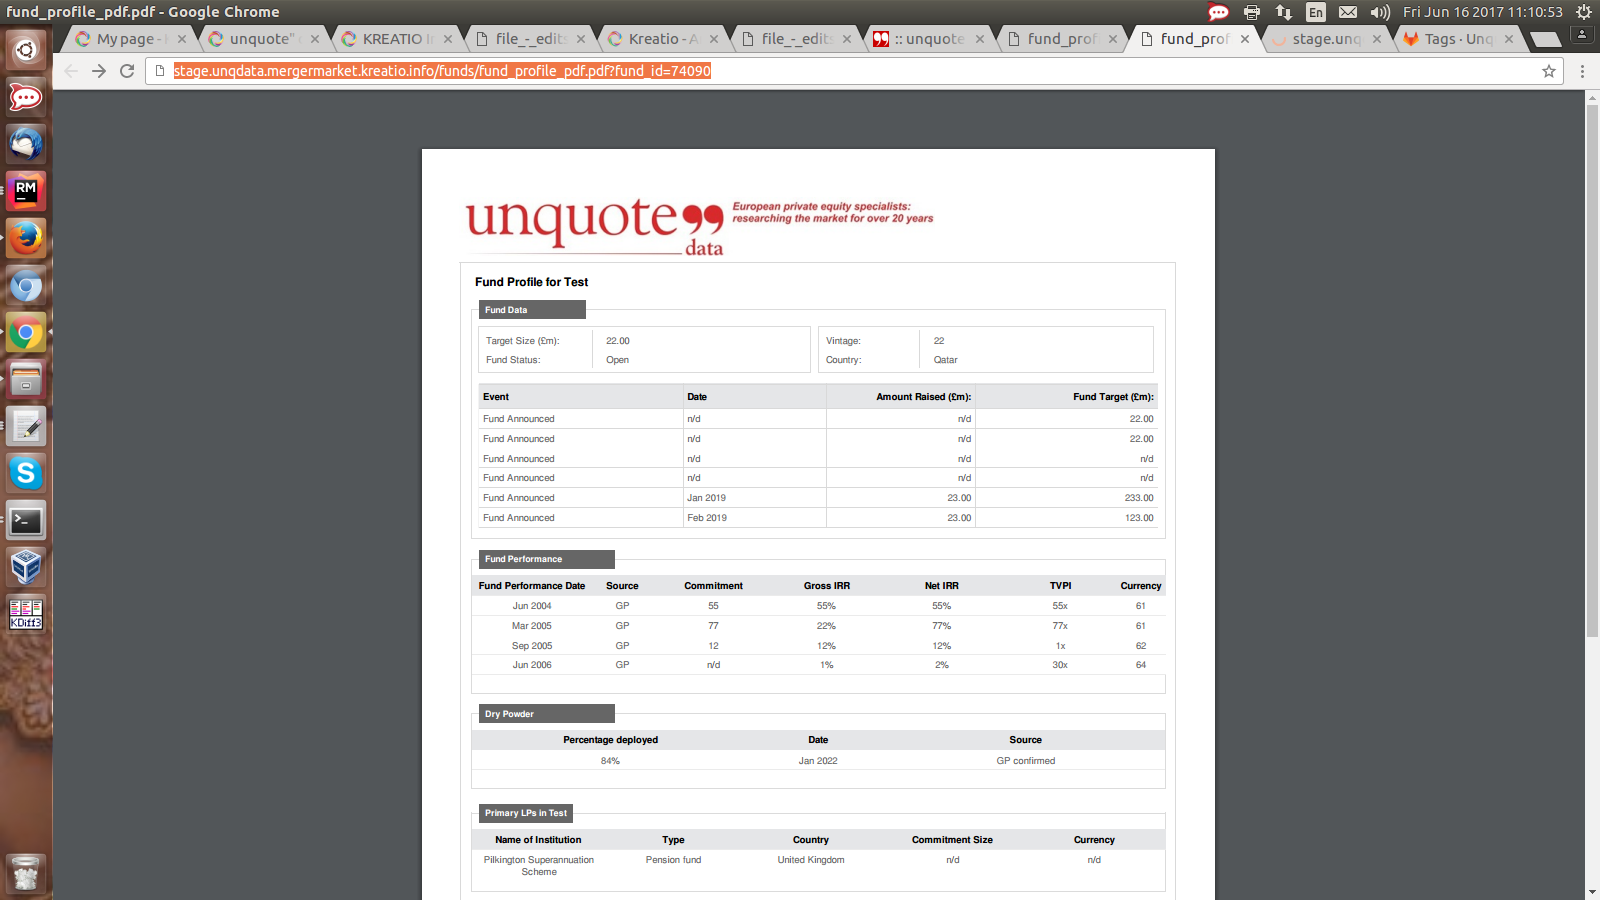 fund_profile_pdf.pdf - Google Chrome
En
Fri Jun 16 2017 11:10:53
My page -
unquote"
KREATIO I
file_-_edits
Kreatio - A
file_-_edits
:: unquote
fund_prof
fund_prof
stage.unq
Tags · Unq
stage.unqdata.mergermarket.kreatio.info/funds/fund_profile_pdf.pdf?fund_id=74090
RM
KDiff3
unquote
data
European private equity specialists:
researching the market for over 20 years
Fund Profile for Test
Fund Data
Target Size (£m): 22.00 Vintage: 22
Fund Status: Open Country: Qatar
Event Date Amount Raised (£m): Fund Target (£m):
Fund Announced n/d n/d 22.00
Fund Announced n/d n/d 22.00
Fund Announced n/d n/d n/d
Fund Announced n/d n/d n/d
Fund Announced Jan 2019 23.00 233.00
Fund Announced Feb 2019 23.00 123.00
Fund Performance
Fund Performance Date Source Commitment Gross IRR Net IRR TVPI Currency
Jun 2004 GP 55 55% 55% 55x 61
Mar 2005 GP 77 22% 77% 77x 61
Sep 2005 GP 12 12% 12% 1x 62
Jun 2006 GP n/d 1% 2% 30x 64
Dry Powder
Percentage deployed Date Source
84% Jan 2022 GP confirmed
Primary LPs in Test
Name of Institution Type Country Commitment Size Currency
Pilkington Superannuation Pension fund United Kingdom n/d n/d
Scheme